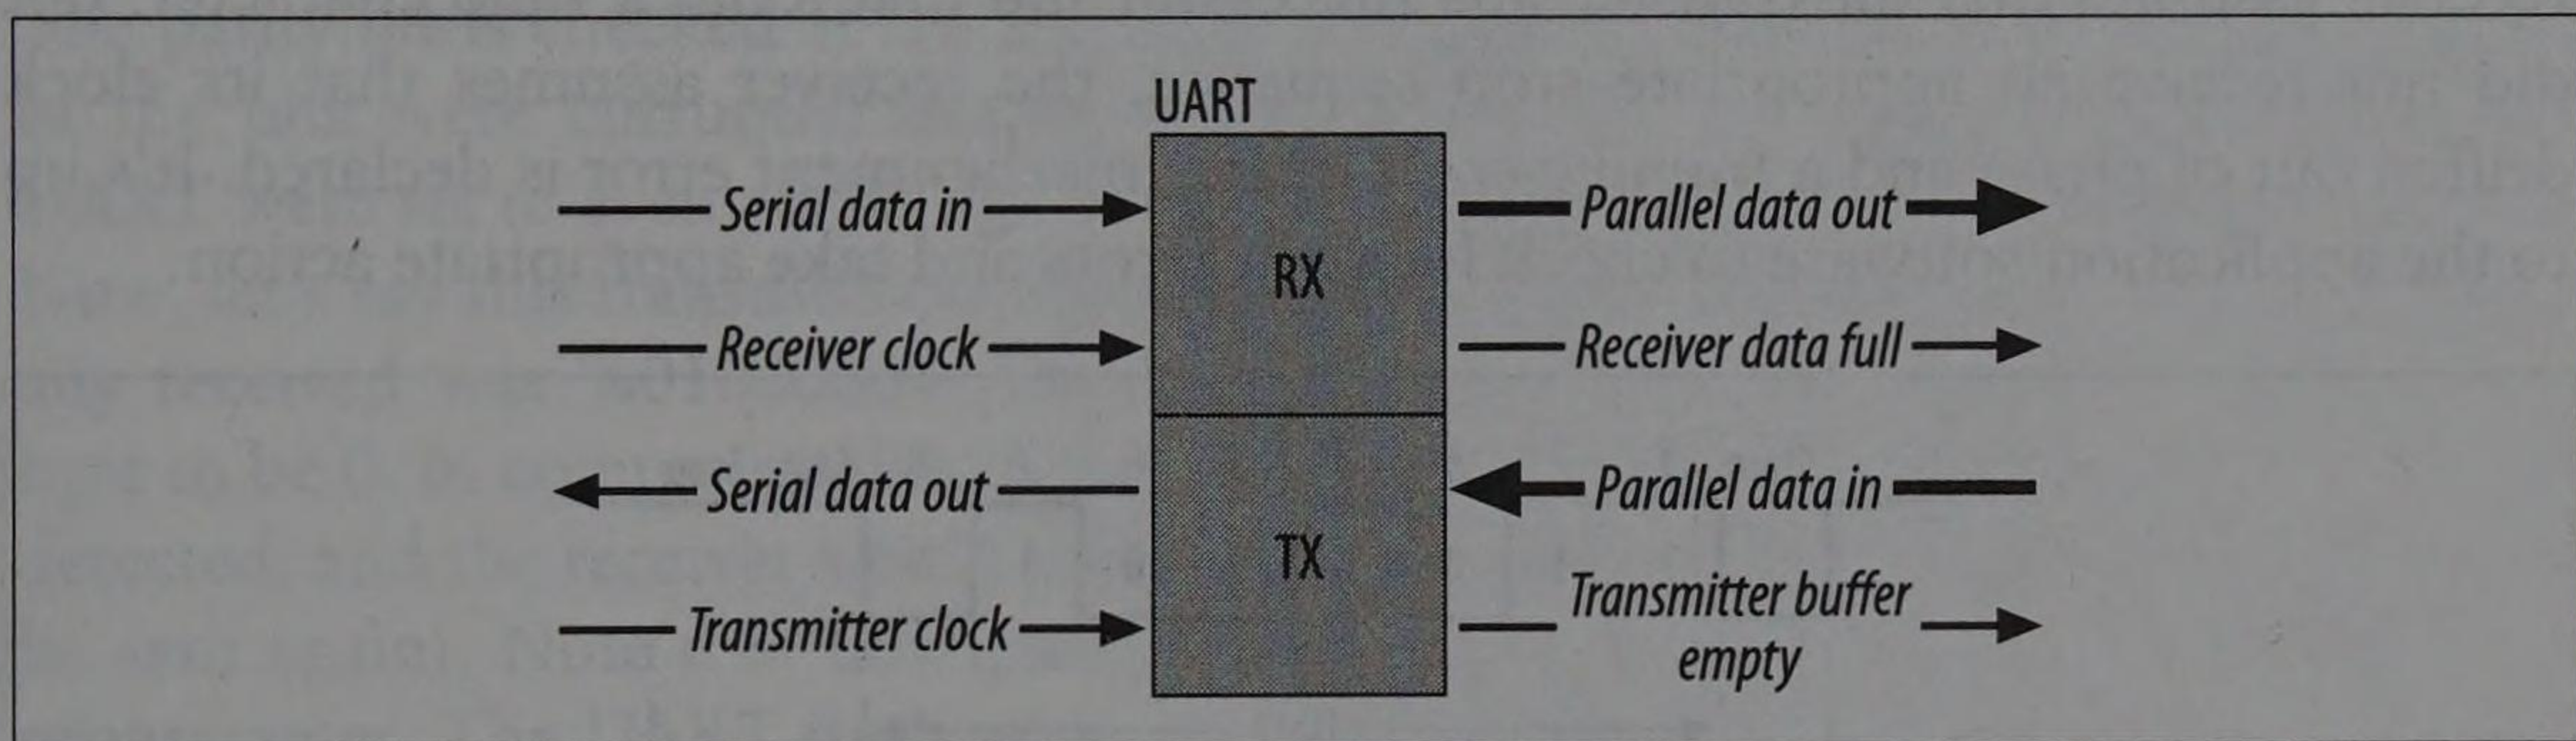 UART
Serial data in
Parallel data out
RX
Receiver clock
Receiver data full
Serial data out
Parallel data in
TX
Transmitter clock
Transmitter buffer
empty